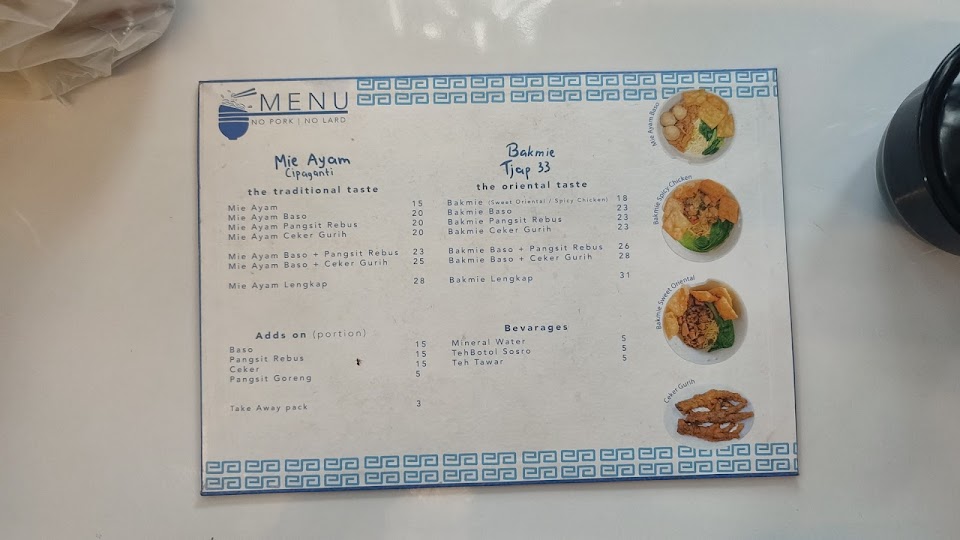 MENU
NO PORK | NO LARD
Mie Ayam
Cipaganti
the traditional taste
Mie Ayam 15
Mie Ayam Baso 20
Mie Ayam Pangsit Rebus 20
Mie Ayam Ceker Gurih 20
Mie Ayam Baso + Pangsit Rebus 23
Mie Ayam Baso + Ceker Gurih 25
Mie Ayam Lengkap 28
Adds on (portion)
Baso 15
Pangsit Rebus 15
Ceker 15
Pangsit Goreng 5
Take Away pack 3
Bakmie
Tjap 33
the oriental taste
Bakmie (Sweet Oriental / Spicy Chicken) 18
Bakmie Baso 23
Bakmie Pangsit Rebus 23
Bakmie Ceker Gurih 23
Bakmie Baso + Pangsit Rebus 26
Bakmie Baso + Ceker Gurih 28
Bakmie Lengkap 31
Bevarages
Mineral Water 5
TehBotol Sosro 5
Teh Tawar 5
Mie Ayam Baso
Bakmie Spicy Chicken
Bakmie Sweet Oriental
Ceker Gurih